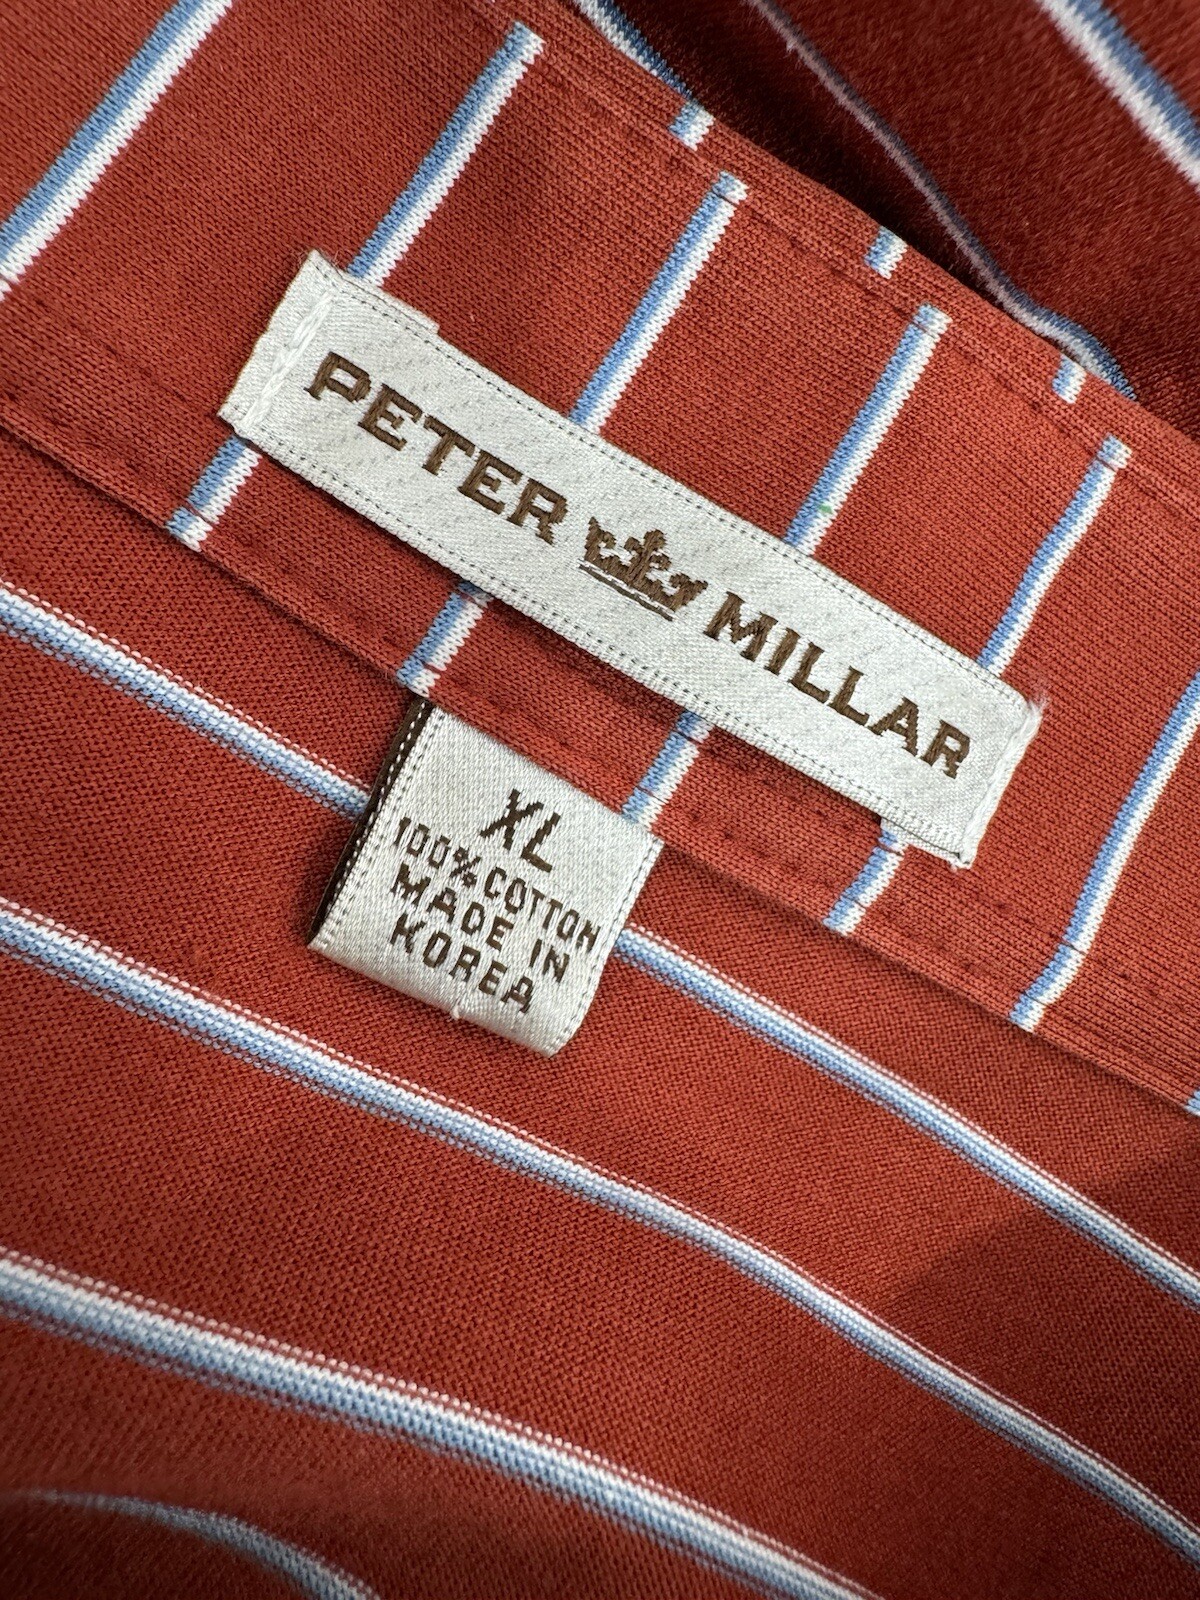 PETER MILLAR
XL
100% COTTON
MADE IN
KOREA